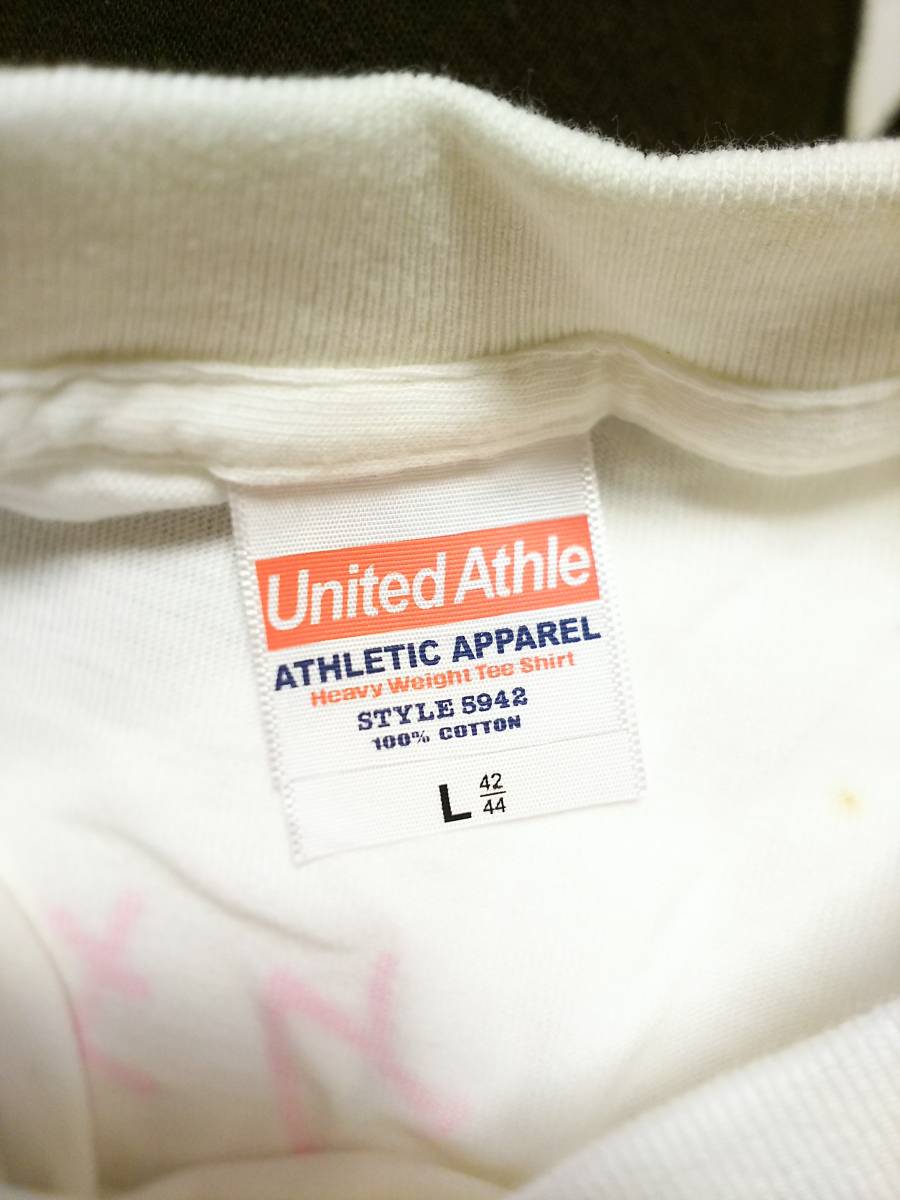 United Athle
ATHLETIC APPAREL
Heavy Weight Tee Shirt
STYLE 5942
100% COTTON
L 42/44